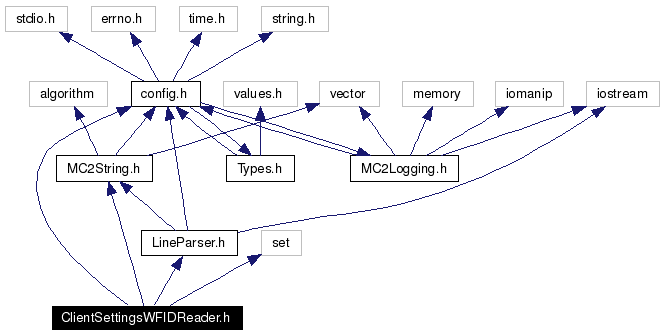 stdio.h
errno.h
time.h
string.h
algorithm
config.h
values.h
vector
memory
iomanip
iostream
MC2String.h
Types.h
MC2Logging.h
LineParser.h
set
ClientSettingsWFIDReader.h